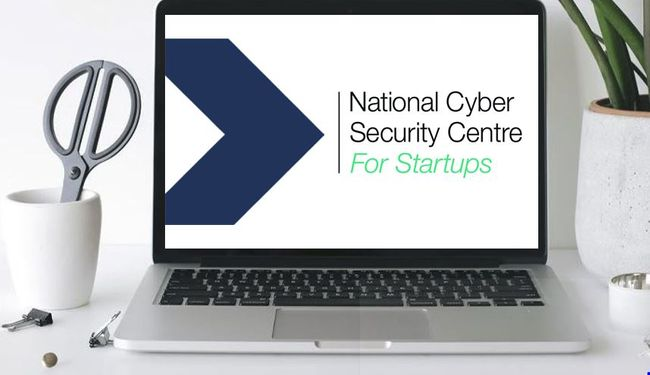 National Cyber
Security Centre
For Startups